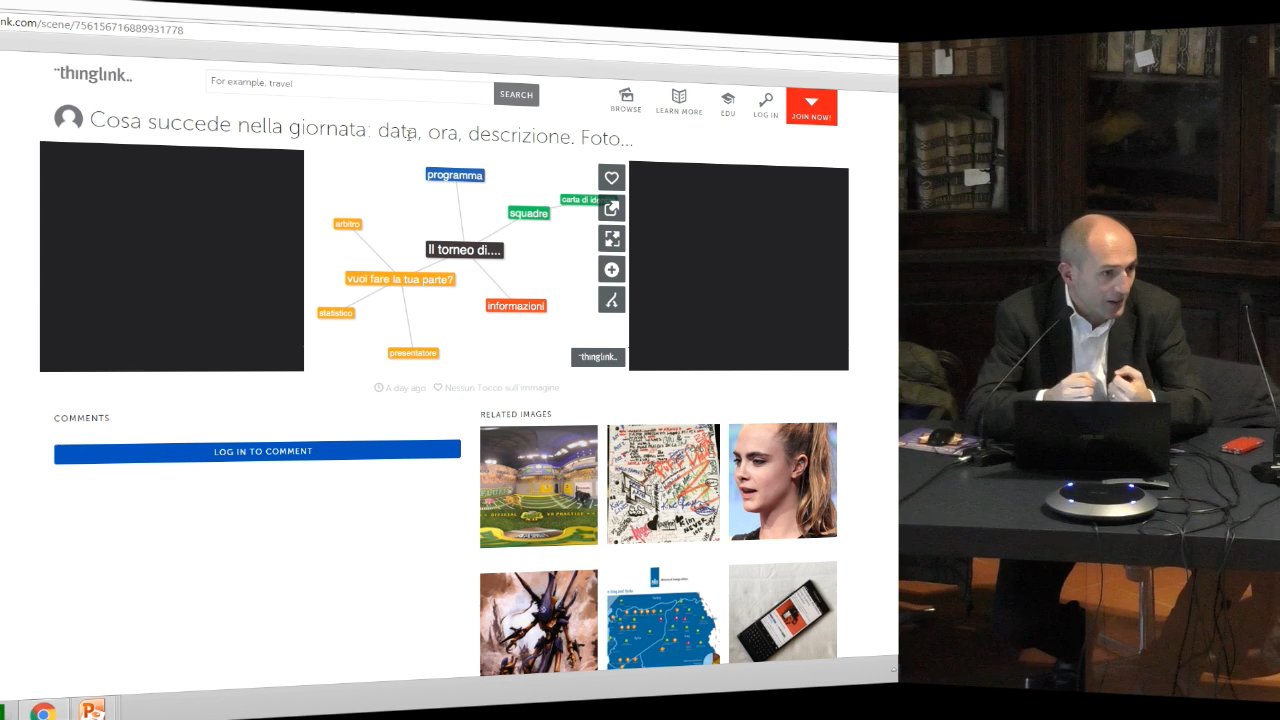 nk.com/scene/756156716889931778
thinglink..
For example, travel
SEARCH
BROWSE
LEARN MORE
EDU
LOG IN
JOIN NOW!
Cosa succede nella giornata: data, ora, descrizione. Foto...
programma
carta di iden
squadre
arbitro
Il torneo di....
vuoi fare la tua parte?
informazioni
statistico
presentatore
thinglink..
A day ago
Nessun Tocco sull'immagine
COMMENTS
RELATED IMAGES
LOG IN TO COMMENT